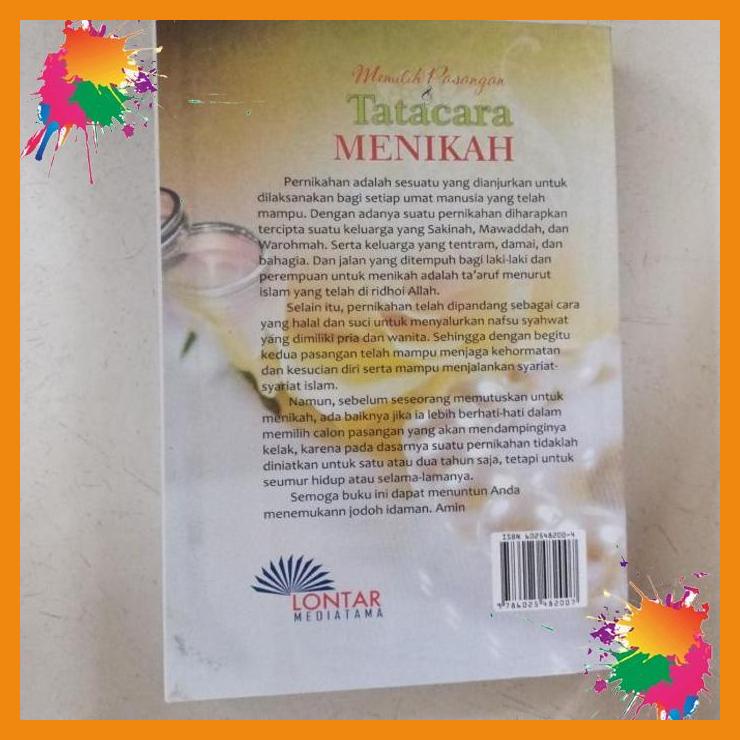 Memilih Pasangan
&
Tatacara
MENIKAH
Pernikahan adalah sesuatu yang dianjurkan untuk
dilaksanakan bagi setiap umat manusia yang telah
mampu. Dengan adanya suatu pernikahan diharapkan
tercipta suatu keluarga yang Sakinah, Mawaddah, dan
Warohmah. Serta keluarga yang tentram, damai, dan
bahagia. Dan jalan yang ditempuh bagi laki-laki dan
perempuan untuk menikah adalah ta'aruf menurut
islam yang telah di ridhoi Allah.
Selain itu, pernikahan telah dipandang sebagai cara
yang halal dan suci untuk menyalurkan nafsu syahwat
yang dimiliki pria dan wanita. Sehingga dengan begitu
kedua pasangan telah mampu menjaga kehormatan
dan kesucian diri serta mampu menjalankan syariat-
syariat islam.
Namun, sebelum seseorang memutuskan untuk
menikah, ada baiknya jika ia lebih berhati-hati dalam
memilih calon pasangan yang akan mendampinginya
kelak, karena pada dasarnya suatu pernikahan tidaklah
diniatkan untuk satu atau dua tahun saja, tetapi untuk
seumur hidup atau selama-lamanya.
Semoga buku ini dapat menuntun Anda
menemukann jodoh idaman. Amin
ISBN 602548200-4
9 786025 482007
LONTAR
MEDIATAMA